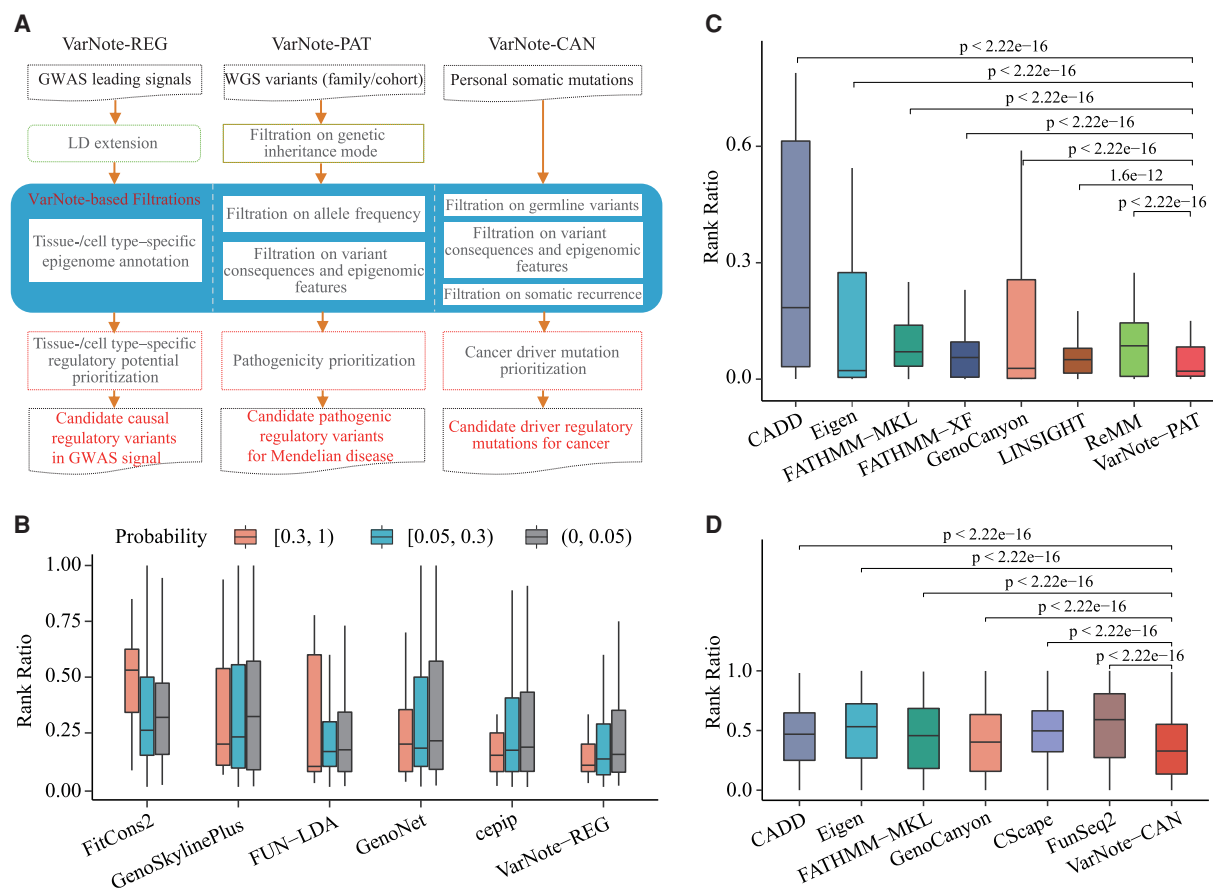 A
VarNote-REG
VarNote-PAT
VarNote-CAN
GWAS leading signals
WGS variants (family/cohort)
Personal somatic mutations
LD extension
Filtration on genetic
inheritance mode
VarNote-based Filtrations
Tissue-/cell type–specific
epigenome annotation
Filtration on allele frequency
Filtration on variant
consequences and epigenomic
features
Filtration on germline variants
Filtration on variant
consequences and epigenomic
features
Filtration on somatic recurrence
Tissue-/cell type–specific
regulatory potential
prioritization
Pathogenicity prioritization
Cancer driver mutation
prioritization
Candidate causal
regulatory variants
in GWAS signal
Candidate pathogenic
regulatory variants
for Mendelian disease
Candidate driver regulatory
mutations for cancer
B
Probability
[0.3, 1)
[0.05, 0.3)
(0, 0.05)
Rank Ratio
1.00
0.75
0.50
0.25
0.00
FitCons2
GenoSkylinePlus
FUN−LDA
GenoNet
cepip
VarNote−REG
C
p < 2.22e−16
p < 2.22e−16
p < 2.22e−16
p < 2.22e−16
p < 2.22e−16
1.6e−12
p < 2.22e−16
Rank Ratio
0.6
0.3
0.0
CADD
Eigen
FATHMM−MKL
FATHMM−XF
GenoCanyon
LINSIGHT
ReMM
VarNote−PAT
D
p < 2.22e−16
p < 2.22e−16
p < 2.22e−16
p < 2.22e−16
p < 2.22e−16
p < 2.22e−16
Rank Ratio
1.0
0.5
0.0
CADD
Eigen
FATHMM−MKL
GenoCanyon
CScape
FunSeq2
VarNote−CAN